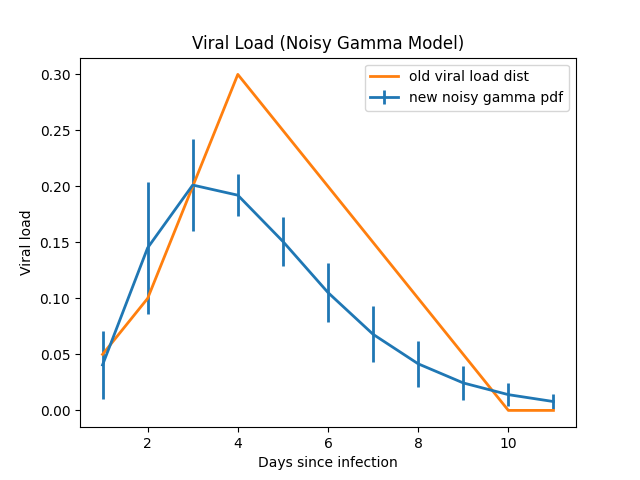 Viral Load (Noisy Gamma Model)
old viral load dist
new noisy gamma pdf
0.30
0.25
0.20
0.15
0.10
0.05
0.00
Viral load
2 4 6 8 10
Days since infection